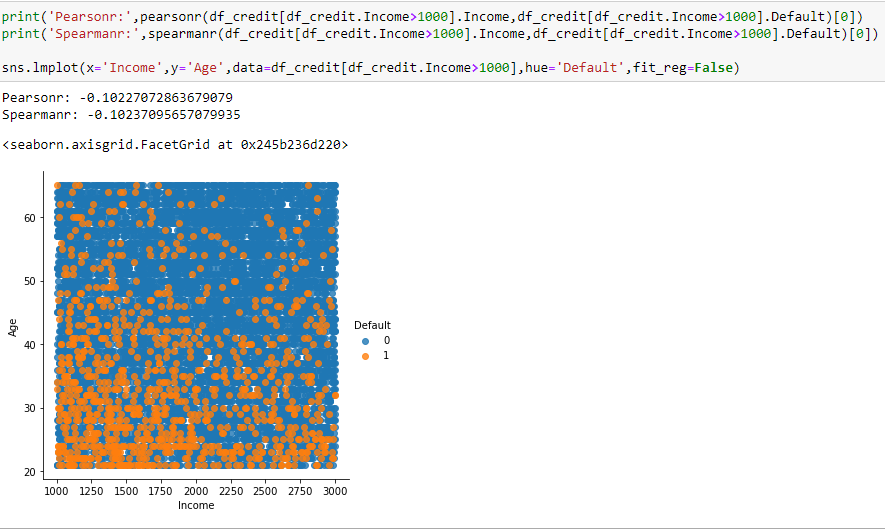 print('Pearsonr:',pearsonr(df_credit[df_credit.Income>1000].Income,df_credit[df_credit.Income>1000].Default)[0])
print('Spearmanr:',spearmanr(df_credit[df_credit.Income>1000].Income,df_credit[df_credit.Income>1000].Default)[0])
sns.lmplot(x='Income',y='Age',data=df_credit[df_credit.Income>1000],hue='Default',fit_reg=False)
Pearsonr: -0.10227072863679079
Spearmanr: -0.10237095657079935
<seaborn.axisgrid.FacetGrid at 0x245b236d220>
60
50
40
30
20
Age
1000 1250 1500 1750 2000 2250 2500 2750 3000
Income
Default
0
1